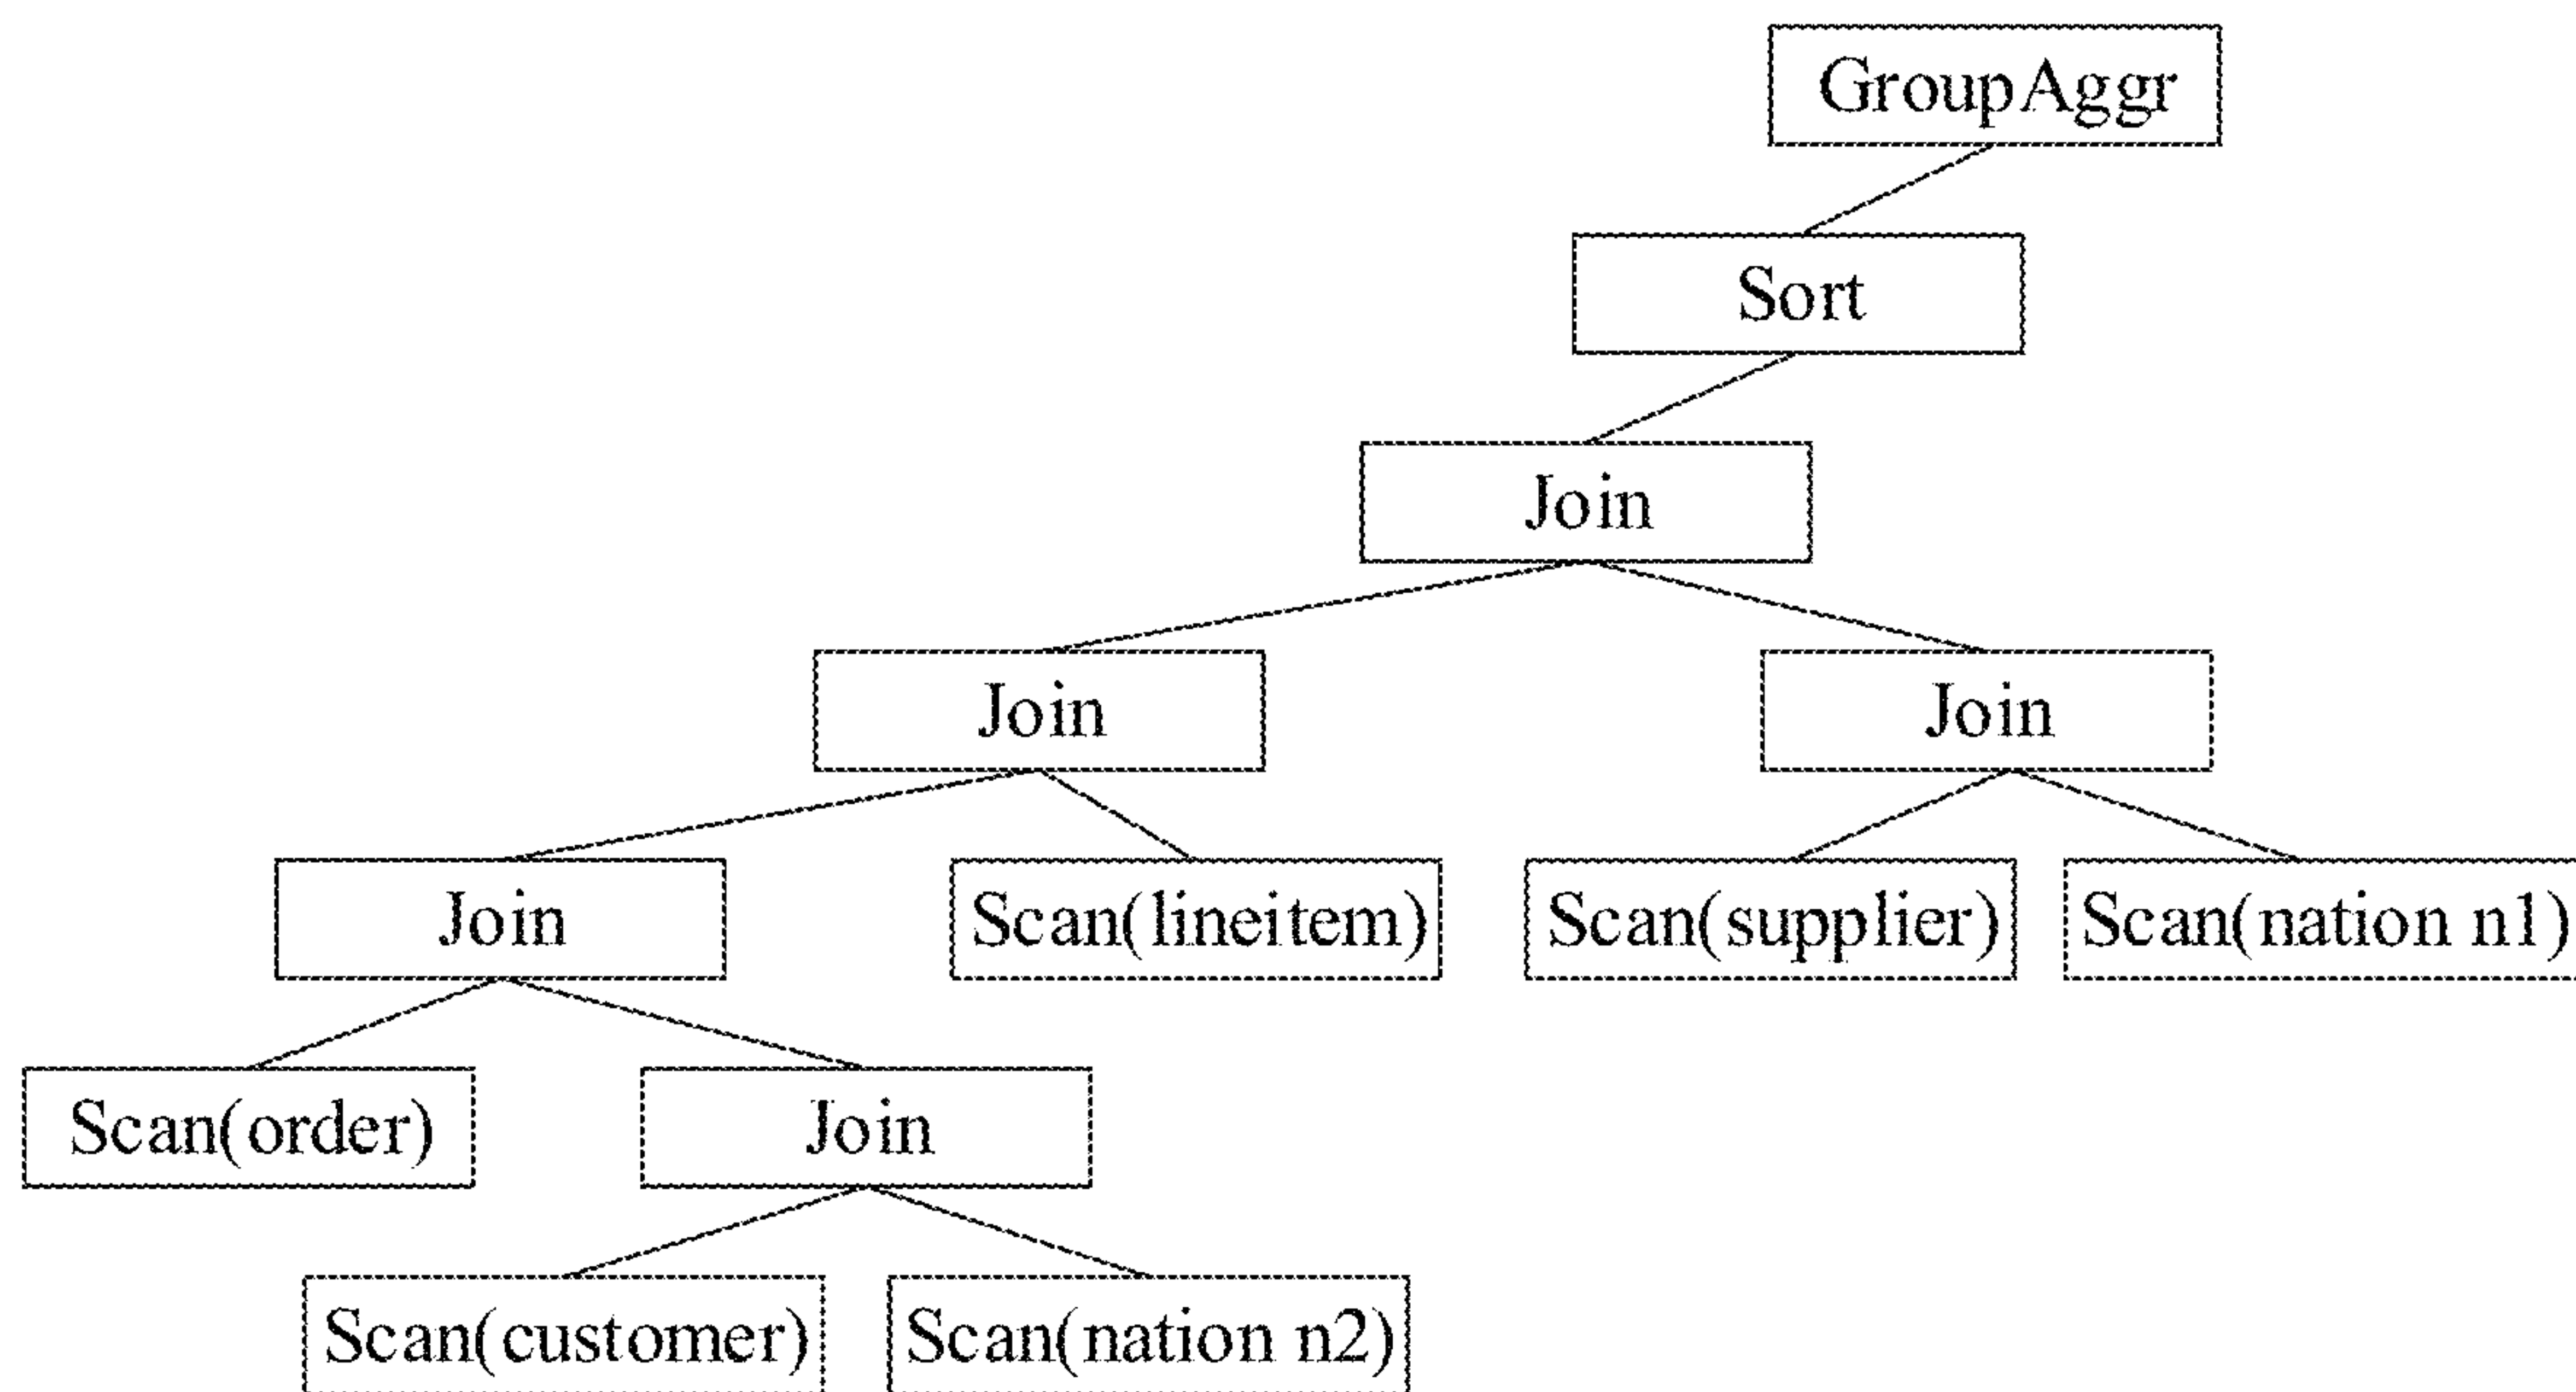 GroupAggr
Sort
Join
Join
Join
Join
Scan(lineitem)
Scan(supplier)
Scan(nation n1)
Scan(order)
Join
Scan(customer)
Scan(nation n2)